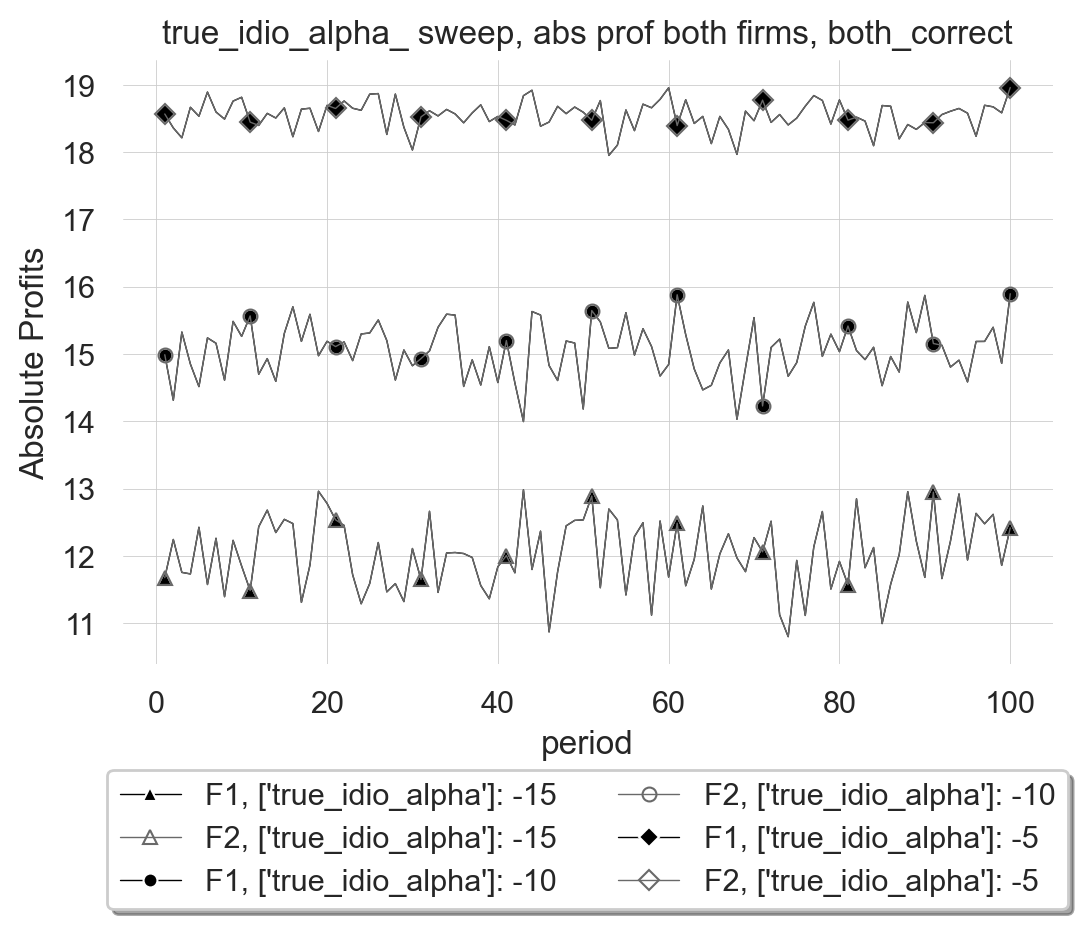 true_idio_alpha_ sweep, abs prof both firms, both_correct
19
18
17
16
15
14
13
12
11
Absolute Profits
0 20 40 60 80 100
period
F1, ['true_idio_alpha']: -15
F2, ['true_idio_alpha']: -15
F1, ['true_idio_alpha']: -10
F2, ['true_idio_alpha']: -10
F1, ['true_idio_alpha']: -5
F2, ['true_idio_alpha']: -5